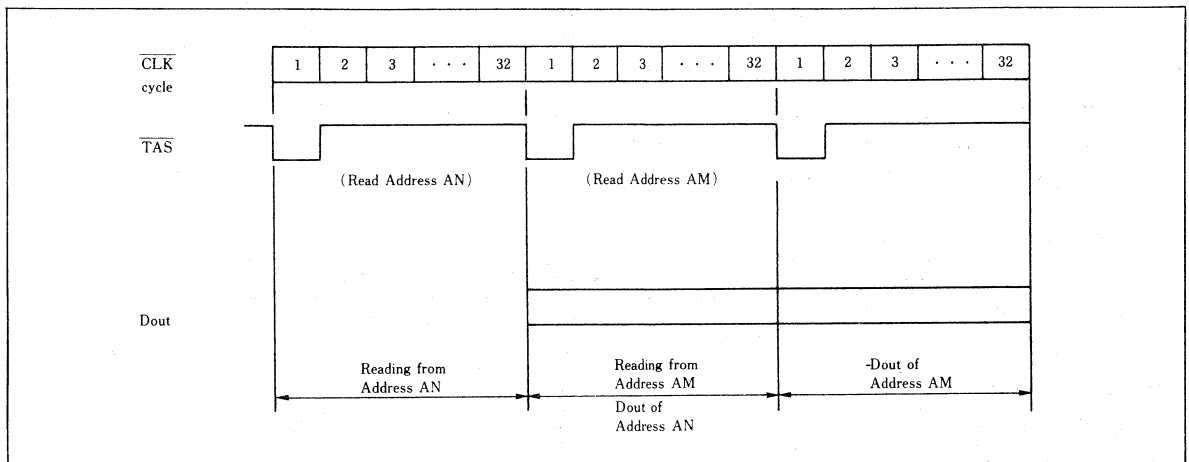 CLK
cycle
1 2 3 · · · 32 1 2 3 · · · 32 1 2 3 · · · 32
TAS
(Read Address AN) (Read Address AM)
Dout
Reading from
Address AN
Reading from
Address AM
-Dout of
Address AM
Dout of
Address AN